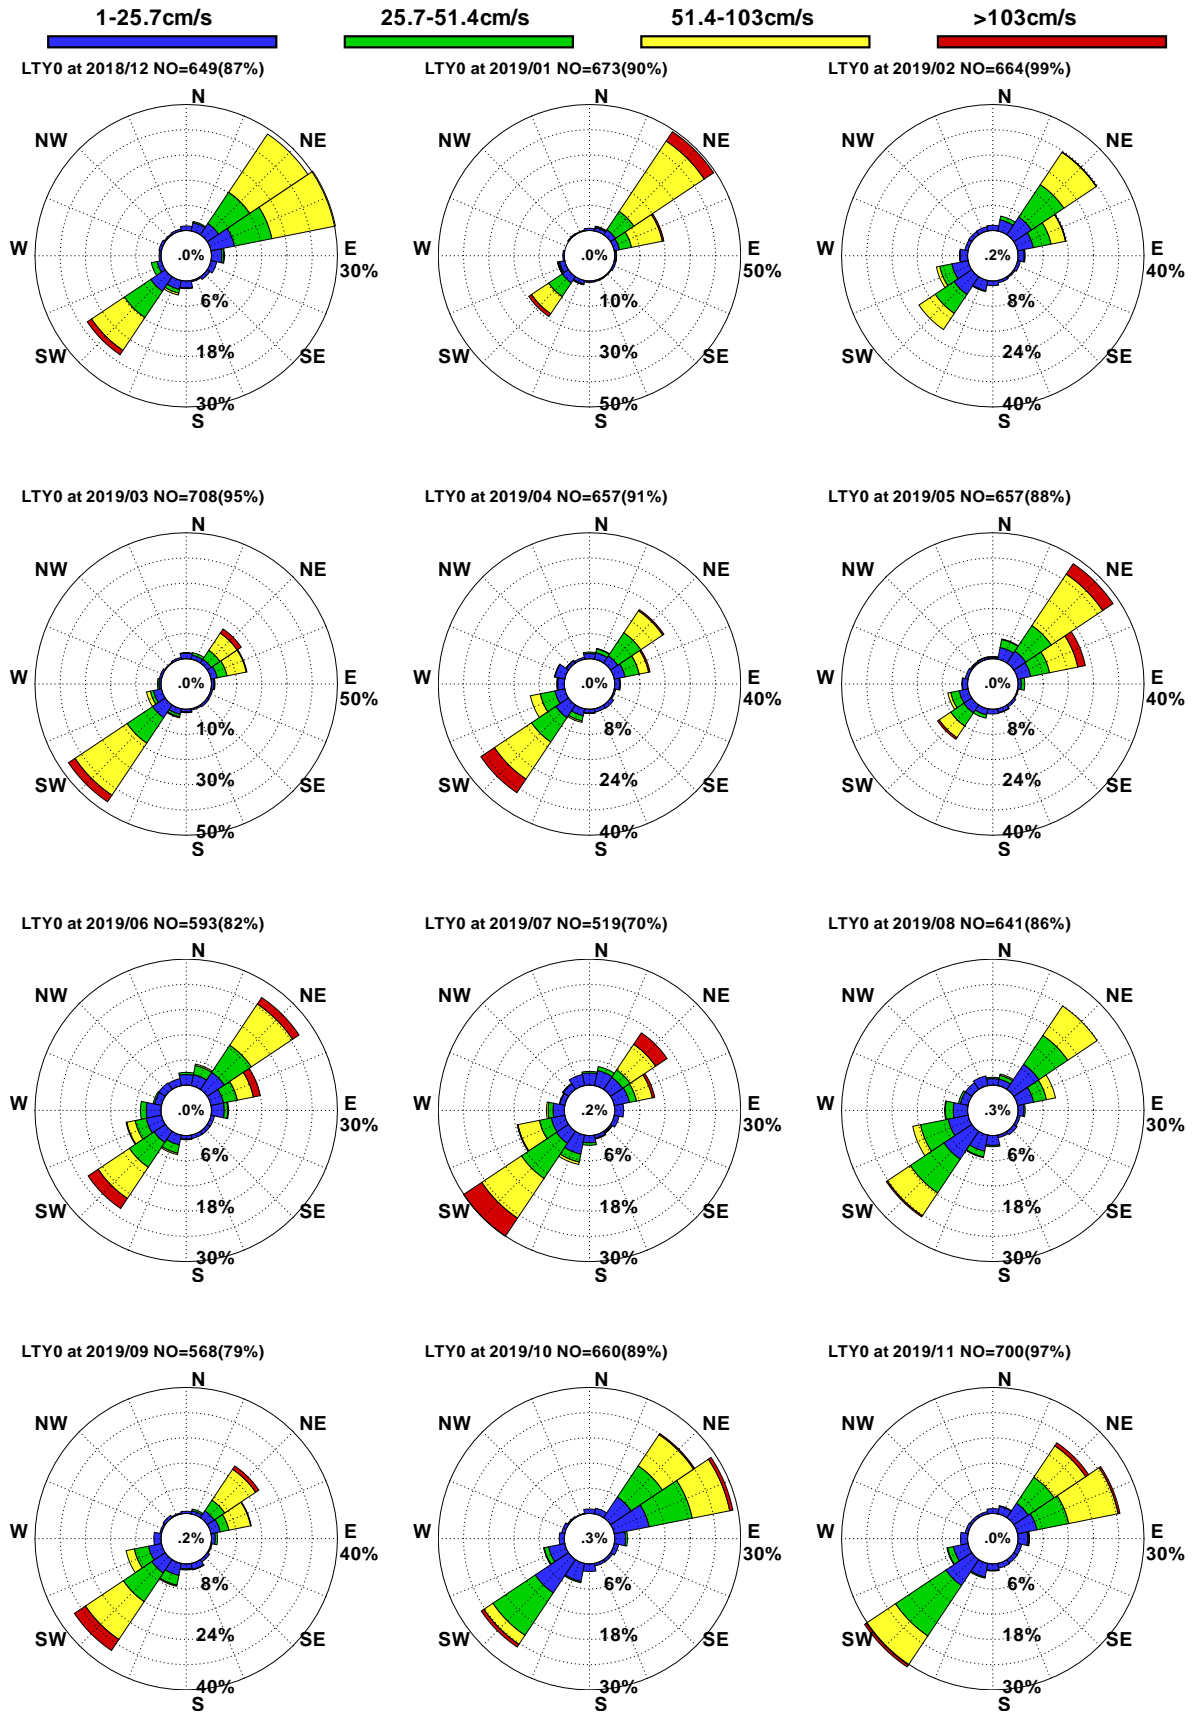 1-25.7cm/s 25.7-51.4cm/s 51.4-103cm/s >103cm/s
LTY0 at 2018/12 NO=649(87%)
N
NW NE
W .0% E
30%
6%
SW 18% SE
30%
S
LTY0 at 2019/01 NO=673(90%)
N
NW NE
W .0% E
50%
10%
SW 30% SE
50%
S
LTY0 at 2019/02 NO=664(99%)
N
NW NE
W .2% E
40%
8%
SW 24% SE
40%
S
LTY0 at 2019/03 NO=708(95%)
N
NW NE
W .0% E
50%
10%
SW 30% SE
50%
S
LTY0 at 2019/04 NO=657(91%)
N
NW NE
W .0% E
40%
8%
SW 24% SE
40%
S
LTY0 at 2019/05 NO=657(88%)
N
NW NE
W .0% E
40%
8%
SW 24% SE
40%
S
LTY0 at 2019/06 NO=593(82%)
N
NW NE
W .0% E
30%
6%
SW 18% SE
30%
S
LTY0 at 2019/07 NO=519(70%)
N
NW NE
W .2% E
30%
6%
SW 18% SE
30%
S
LTY0 at 2019/08 NO=641(86%)
N
NW NE
W .3% E
30%
6%
SW 18% SE
30%
S
LTY0 at 2019/09 NO=568(79%)
N
NW NE
W .2% E
40%
8%
SW 24% SE
40%
S
LTY0 at 2019/10 NO=660(89%)
N
NW NE
W .3% E
30%
6%
SW 18% SE
30%
S
LTY0 at 2019/11 NO=700(97%)
N
NW NE
W .0% E
30%
6%
SW 18% SE
30%
S